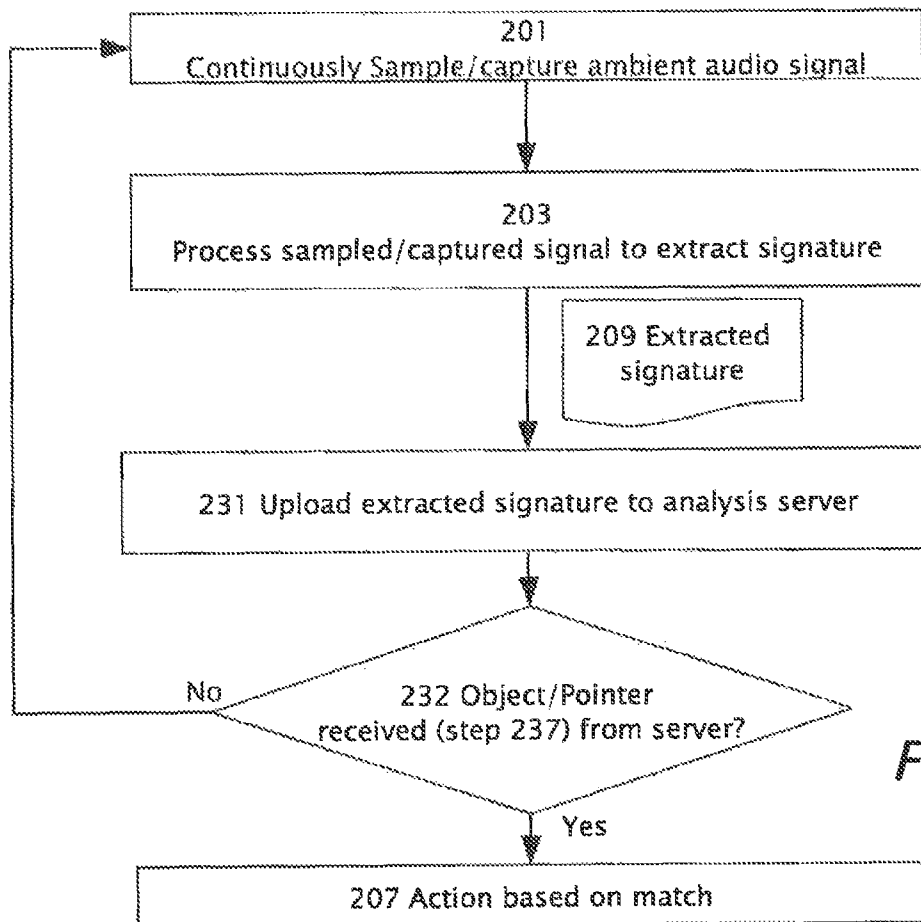 201
Continuously Sample/capture ambient audio signal
203
Process sampled/captured signal to extract signature
209 Extracted
signature
231 Upload extracted signature to analysis server
No
232 Object/Pointer
received (step 237) from server?
F
Yes
207 Action based on match